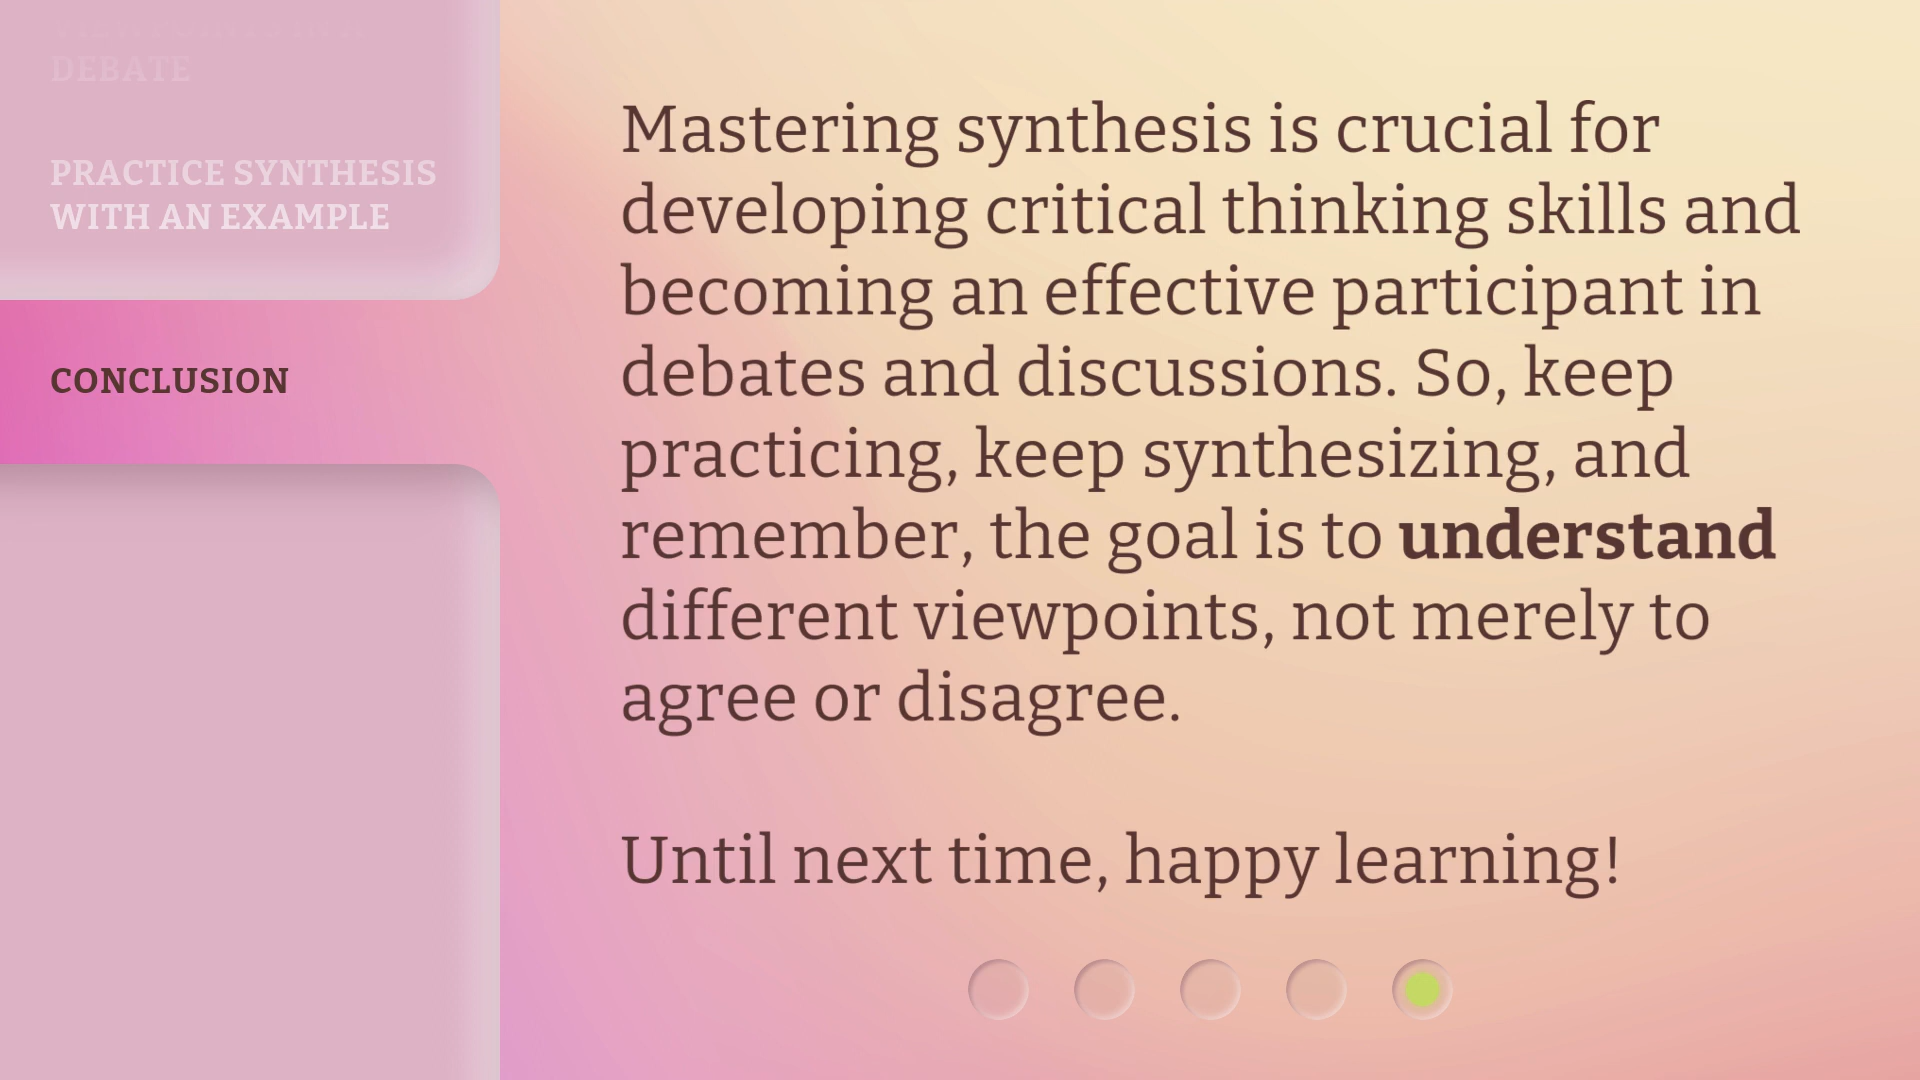 VIEWPOINTS IN A
DEBATE
PRACTICE SYNTHESIS
WITH AN EXAMPLE
CONCLUSION
Mastering synthesis is crucial for
developing critical thinking skills and
becoming an effective participant in
debates and discussions. So, keep
practicing, keep synthesizing, and
remember, the goal is to understand
different viewpoints, not merely to
agree or disagree.
Until next time, happy learning!